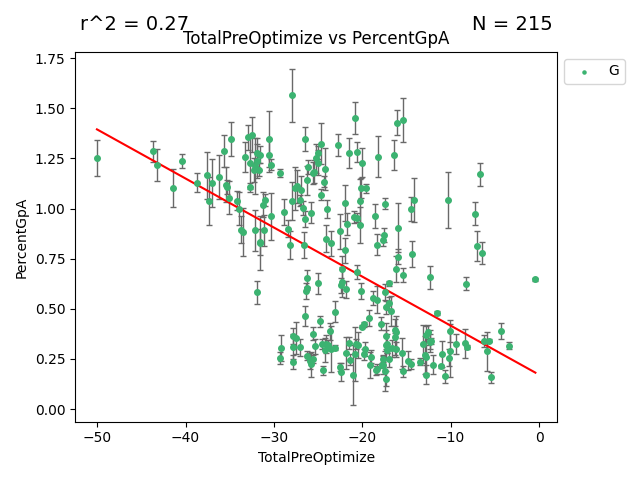 r^2 = 0.27
N = 215
TotalPreOptimize vs PercentGpA
G
1.75
1.50
1.25
1.00
0.75
0.50
0.25
0.00
PercentGpA
−50
−40
−30
−20
−10
0
TotalPreOptimize